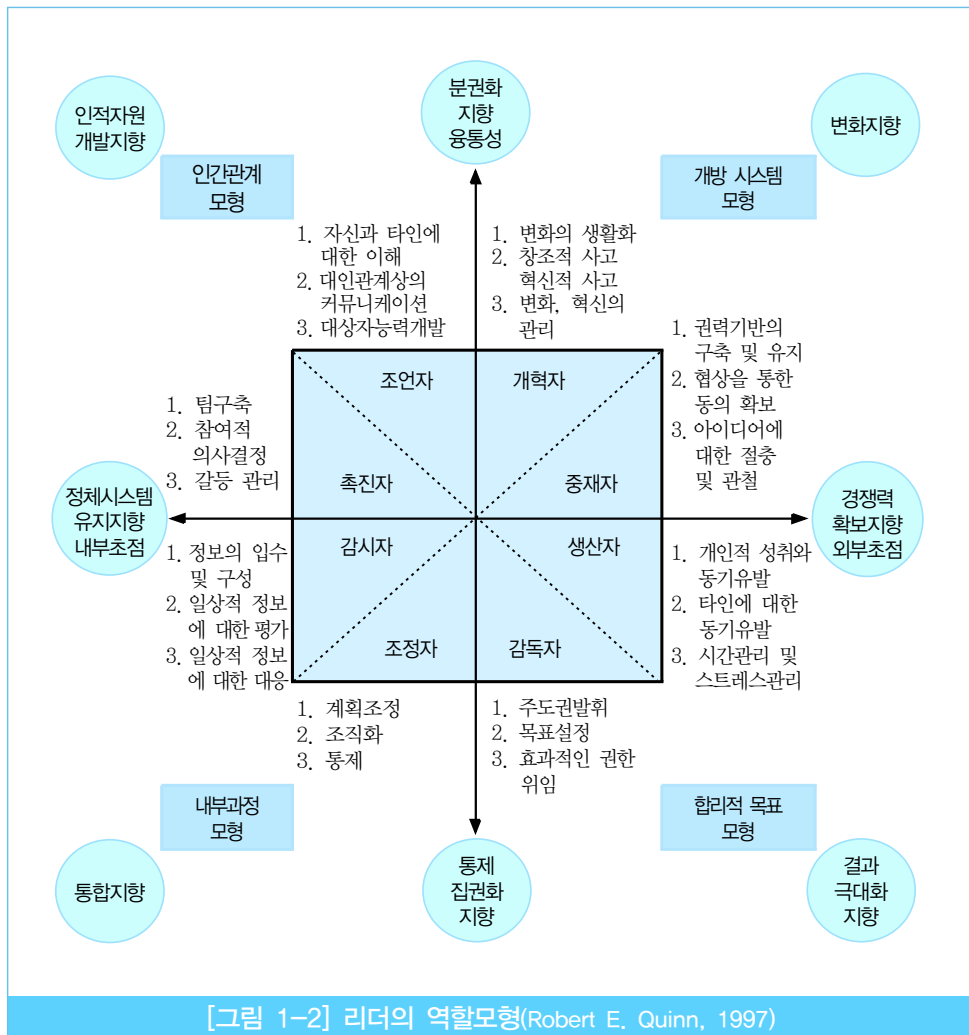 인적자원
개발지향
분권화
지향
융통성
변화지향
인간관계
모형
개방 시스템
모형
1. 자신과 타인에
대한 이해
2. 대인관계상의
커뮤니케이션
3. 대상자능력개발
1. 변화의 생활화
2. 창조적 사고
혁신적 사고
3. 변화, 혁신의
관리
1. 권력기반의
구축 및 유지
2. 협상을 통한
동의 확보
3. 아이디어에
대한 절충
및 관철
조언자
개혁자
1. 팀구축
2. 참여적
의사결정
3. 갈등 관리
촉진자
중재자
정체시스템
유지지향
내부초점
경쟁력
확보지향
외부초점
감시자
생산자
1. 정보의 입수
및 구성
2. 일상적 정보
에 대한 평가
3. 일상적 정보
에 대한 대응
1. 개인적 성취와
동기유발
2. 타인에 대한
동기유발
3. 시간관리 및
스트레스관리
조정자
감독자
1. 계획조정
2. 조직화
3. 통제
1. 주도권발휘
2. 목표설정
3. 효과적인 권한
위임
내부과정
모형
합리적 목표
모형
통합지향
통제
집권화
지향
결과
극대화
지향
[그림 1-2] 리더의 역할모형(Robert E. Quinn, 1997)